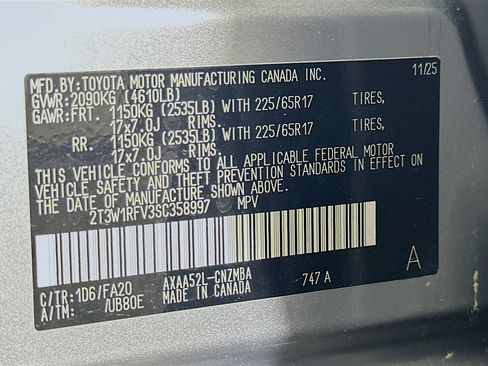 MFD.BY:TOYOTA MOTOR MANUFACTURING CANADA INC. 11/25
GVWR:2090KG (4610LB)
GAWR:FRT. 1150KG (2535LB) WITH 225/65R17 TIRES,
17x7.0J RIMS.
RR. 1150KG (2535LB) WITH 225/65R17 TIRES,
17x7.0J RIMS.
THIS VEHICLE CONFORMS TO ALL APPLICABLE FEDERAL MOTOR
VEHICLE SAFETY AND THEFT PREVENTION STANDARDS IN EFFECT ON
THE DATE OF MANUFACTURE SHOWN ABOVE.
2T3W1RFV3SC358997 MPV
C/TR:1D6/FA20 AXAA52L-CNZMBA 747 A A
/UB80E MADE IN CANADA